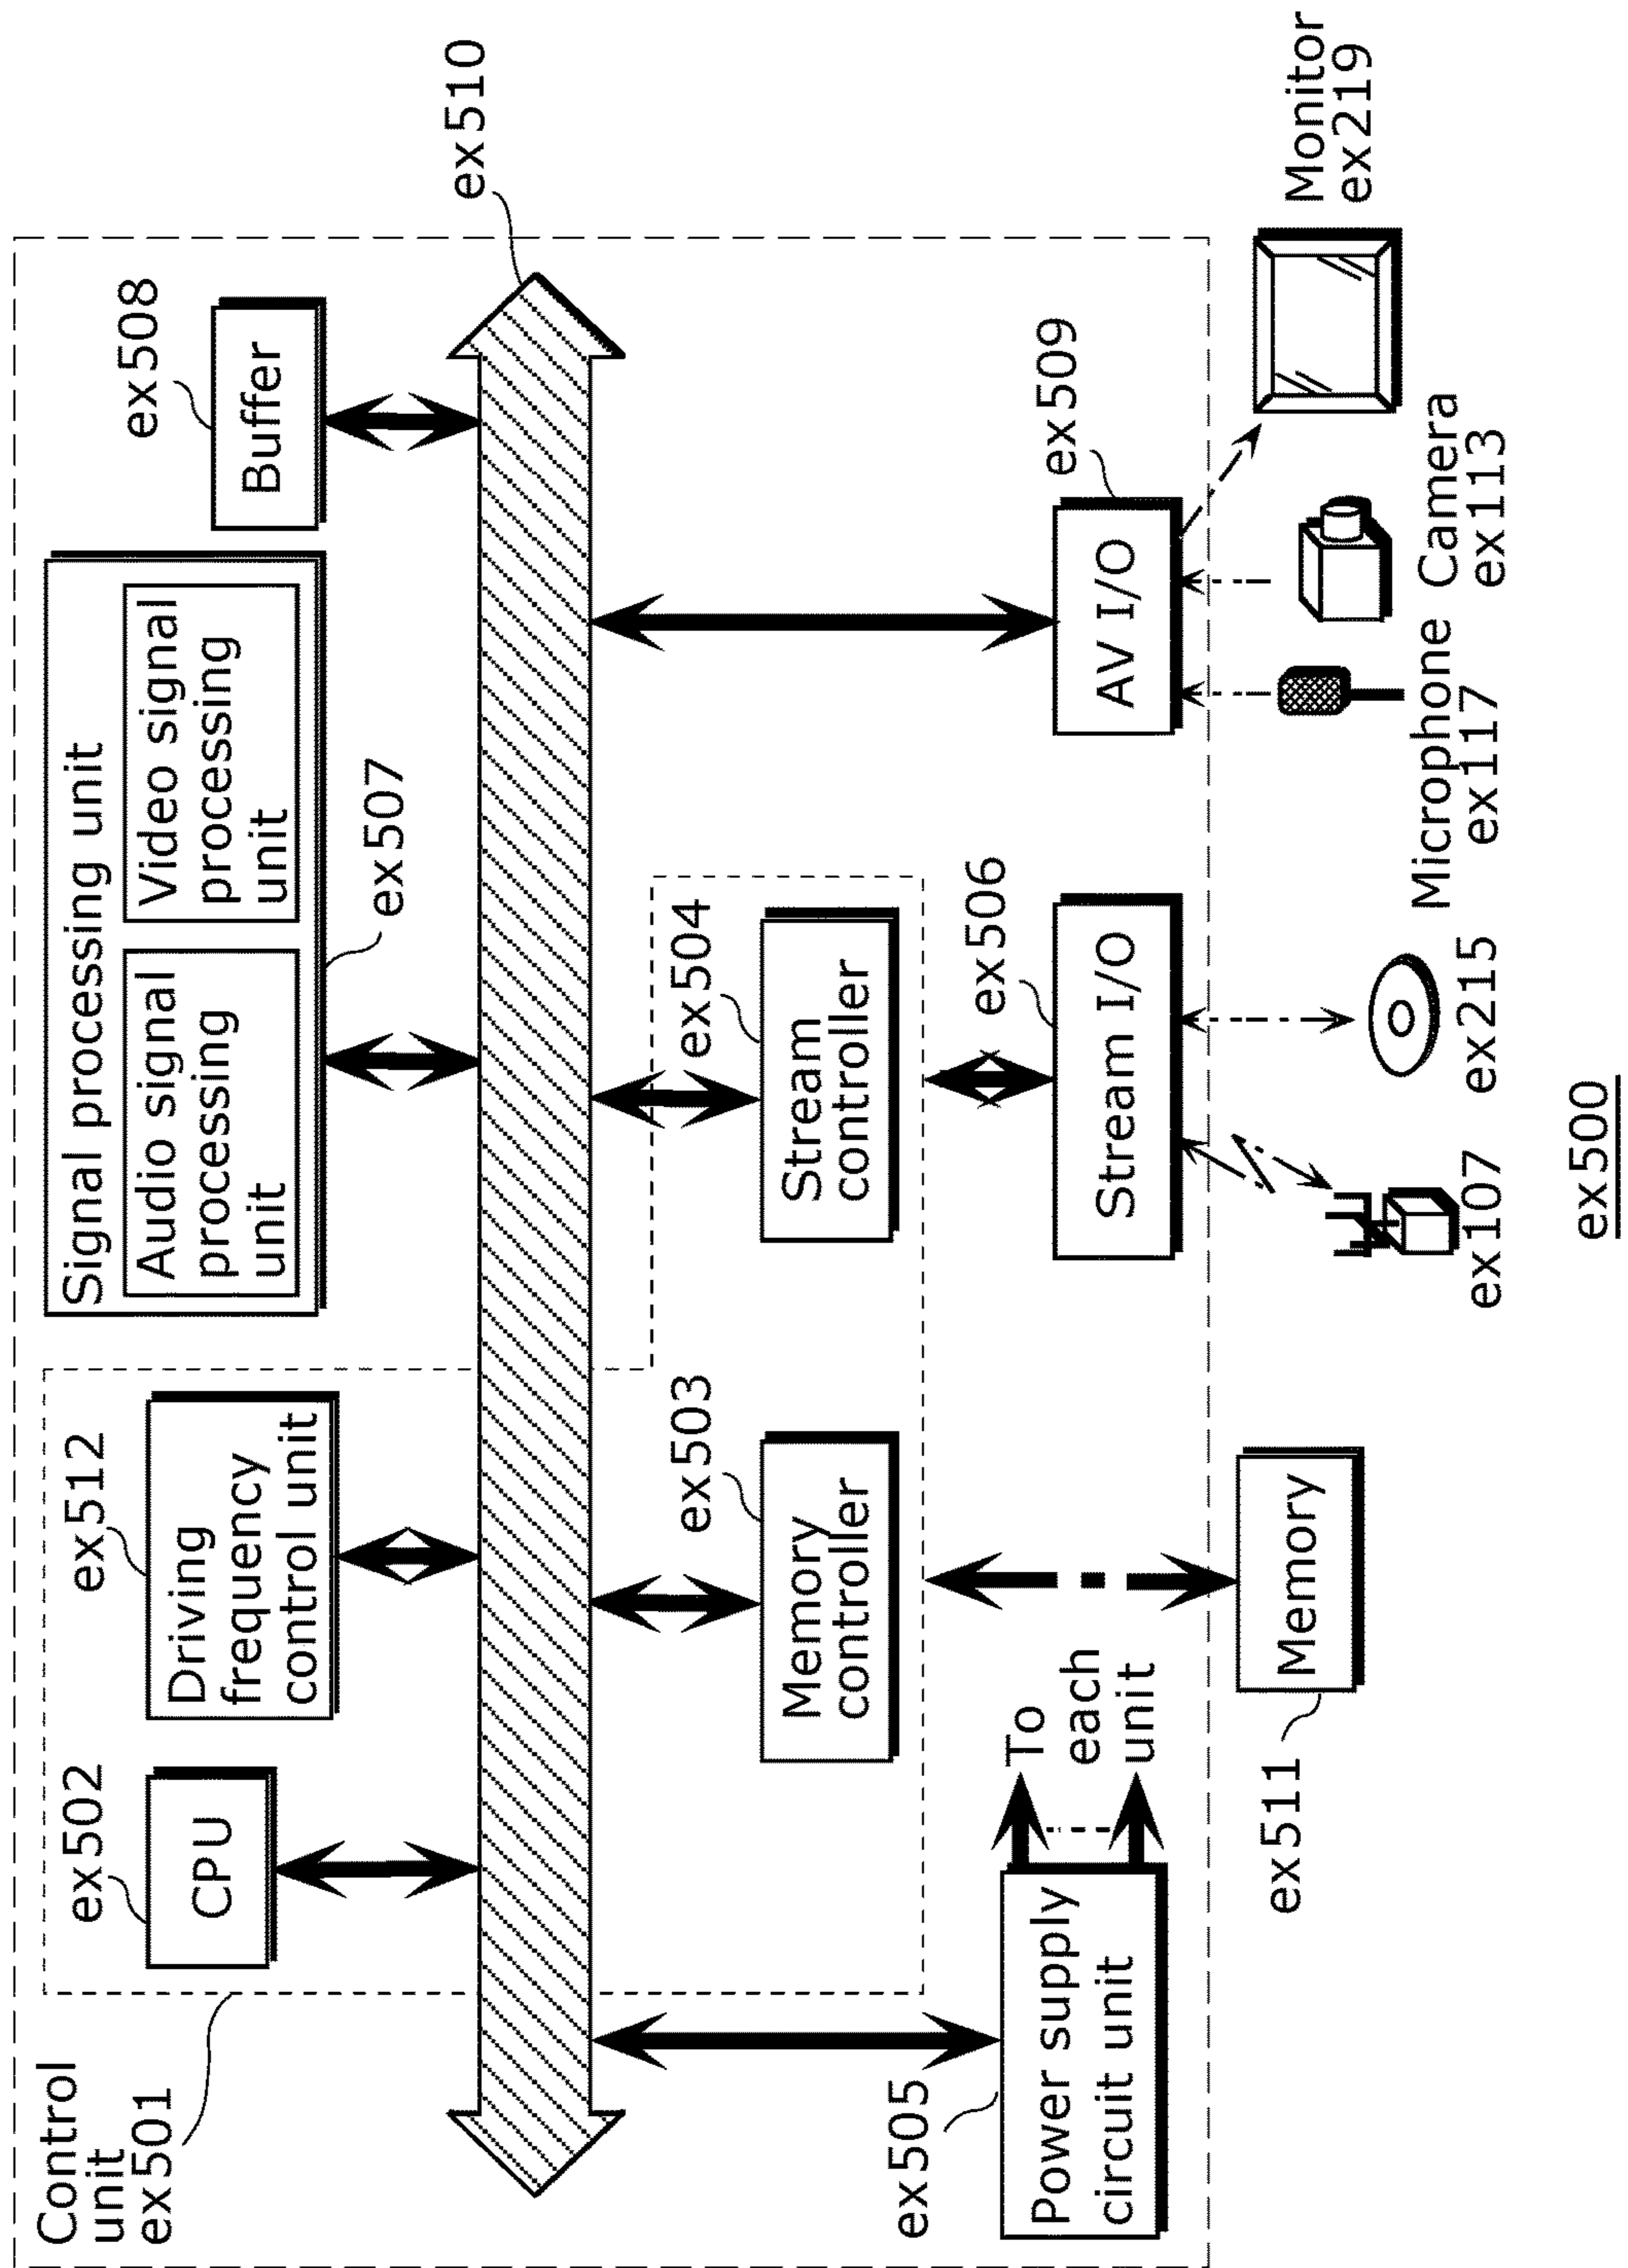 Control
unit
ex501
ex502
CPU
ex512
Driving
frequency
control unit
Signal processing unit
Audio signal
processing
unit
Video signal
processing
unit
ex507
ex508
Buffer
ex510
ex503
Memory
controller
ex504
Stream
controller
ex505
Power supply
circuit unit
To
each
unit
ex506
Stream I/O
ex509
AV I/O
ex511
Memory
ex107
ex215
Microphone
ex117
Camera
ex113
Monitor
ex219
ex500